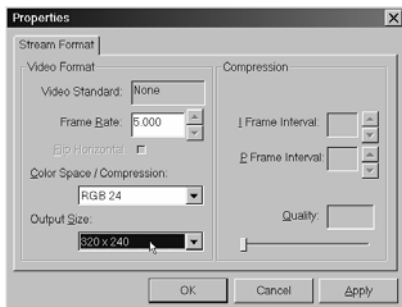 Properties
Stream Format
Video Format
Video Standard: None
Frame Rate: 5.000
Flip Horizontal
Color Space / Compression:
RGB 24
Output Size:
320 x 240
Compression
I Frame Interval:
P Frame Interval:
Quality:
OK Cancel Apply